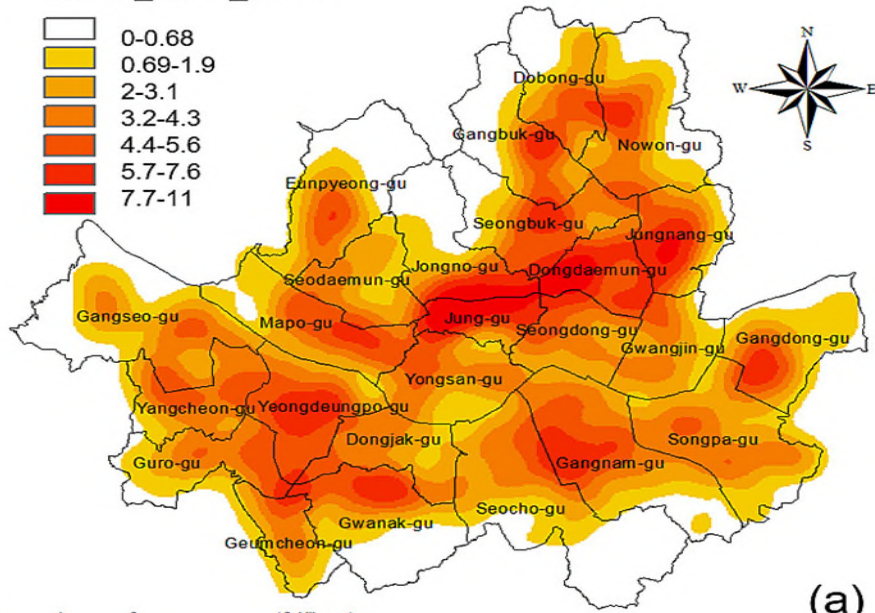 0-0.68
0.69-1.9
2-3.1
3.2-4.3
4.4-5.6
5.7-7.6
7.7-11
N
W
E
S
Dobong-gu
Gangbuk-gu
Nowon-gu
Eunpyeong-gu
Seongbuk-gu
Jungnang-gu
Seodaemun-gu
Jongno-gu
Dongdaemun-gu
Gangseo-gu
Mapo-gu
Jung-gu
Seongdong-gu
Gwangjin-gu
Gangdong-gu
Yangcheon-gu
Yeongdeungpo-gu
Yongsan-gu
Guro-gu
Dongjak-gu
Gangnam-gu
Songpa-gu
Geumcheon-gu
Gwanak-gu
Seocho-gu
(a)